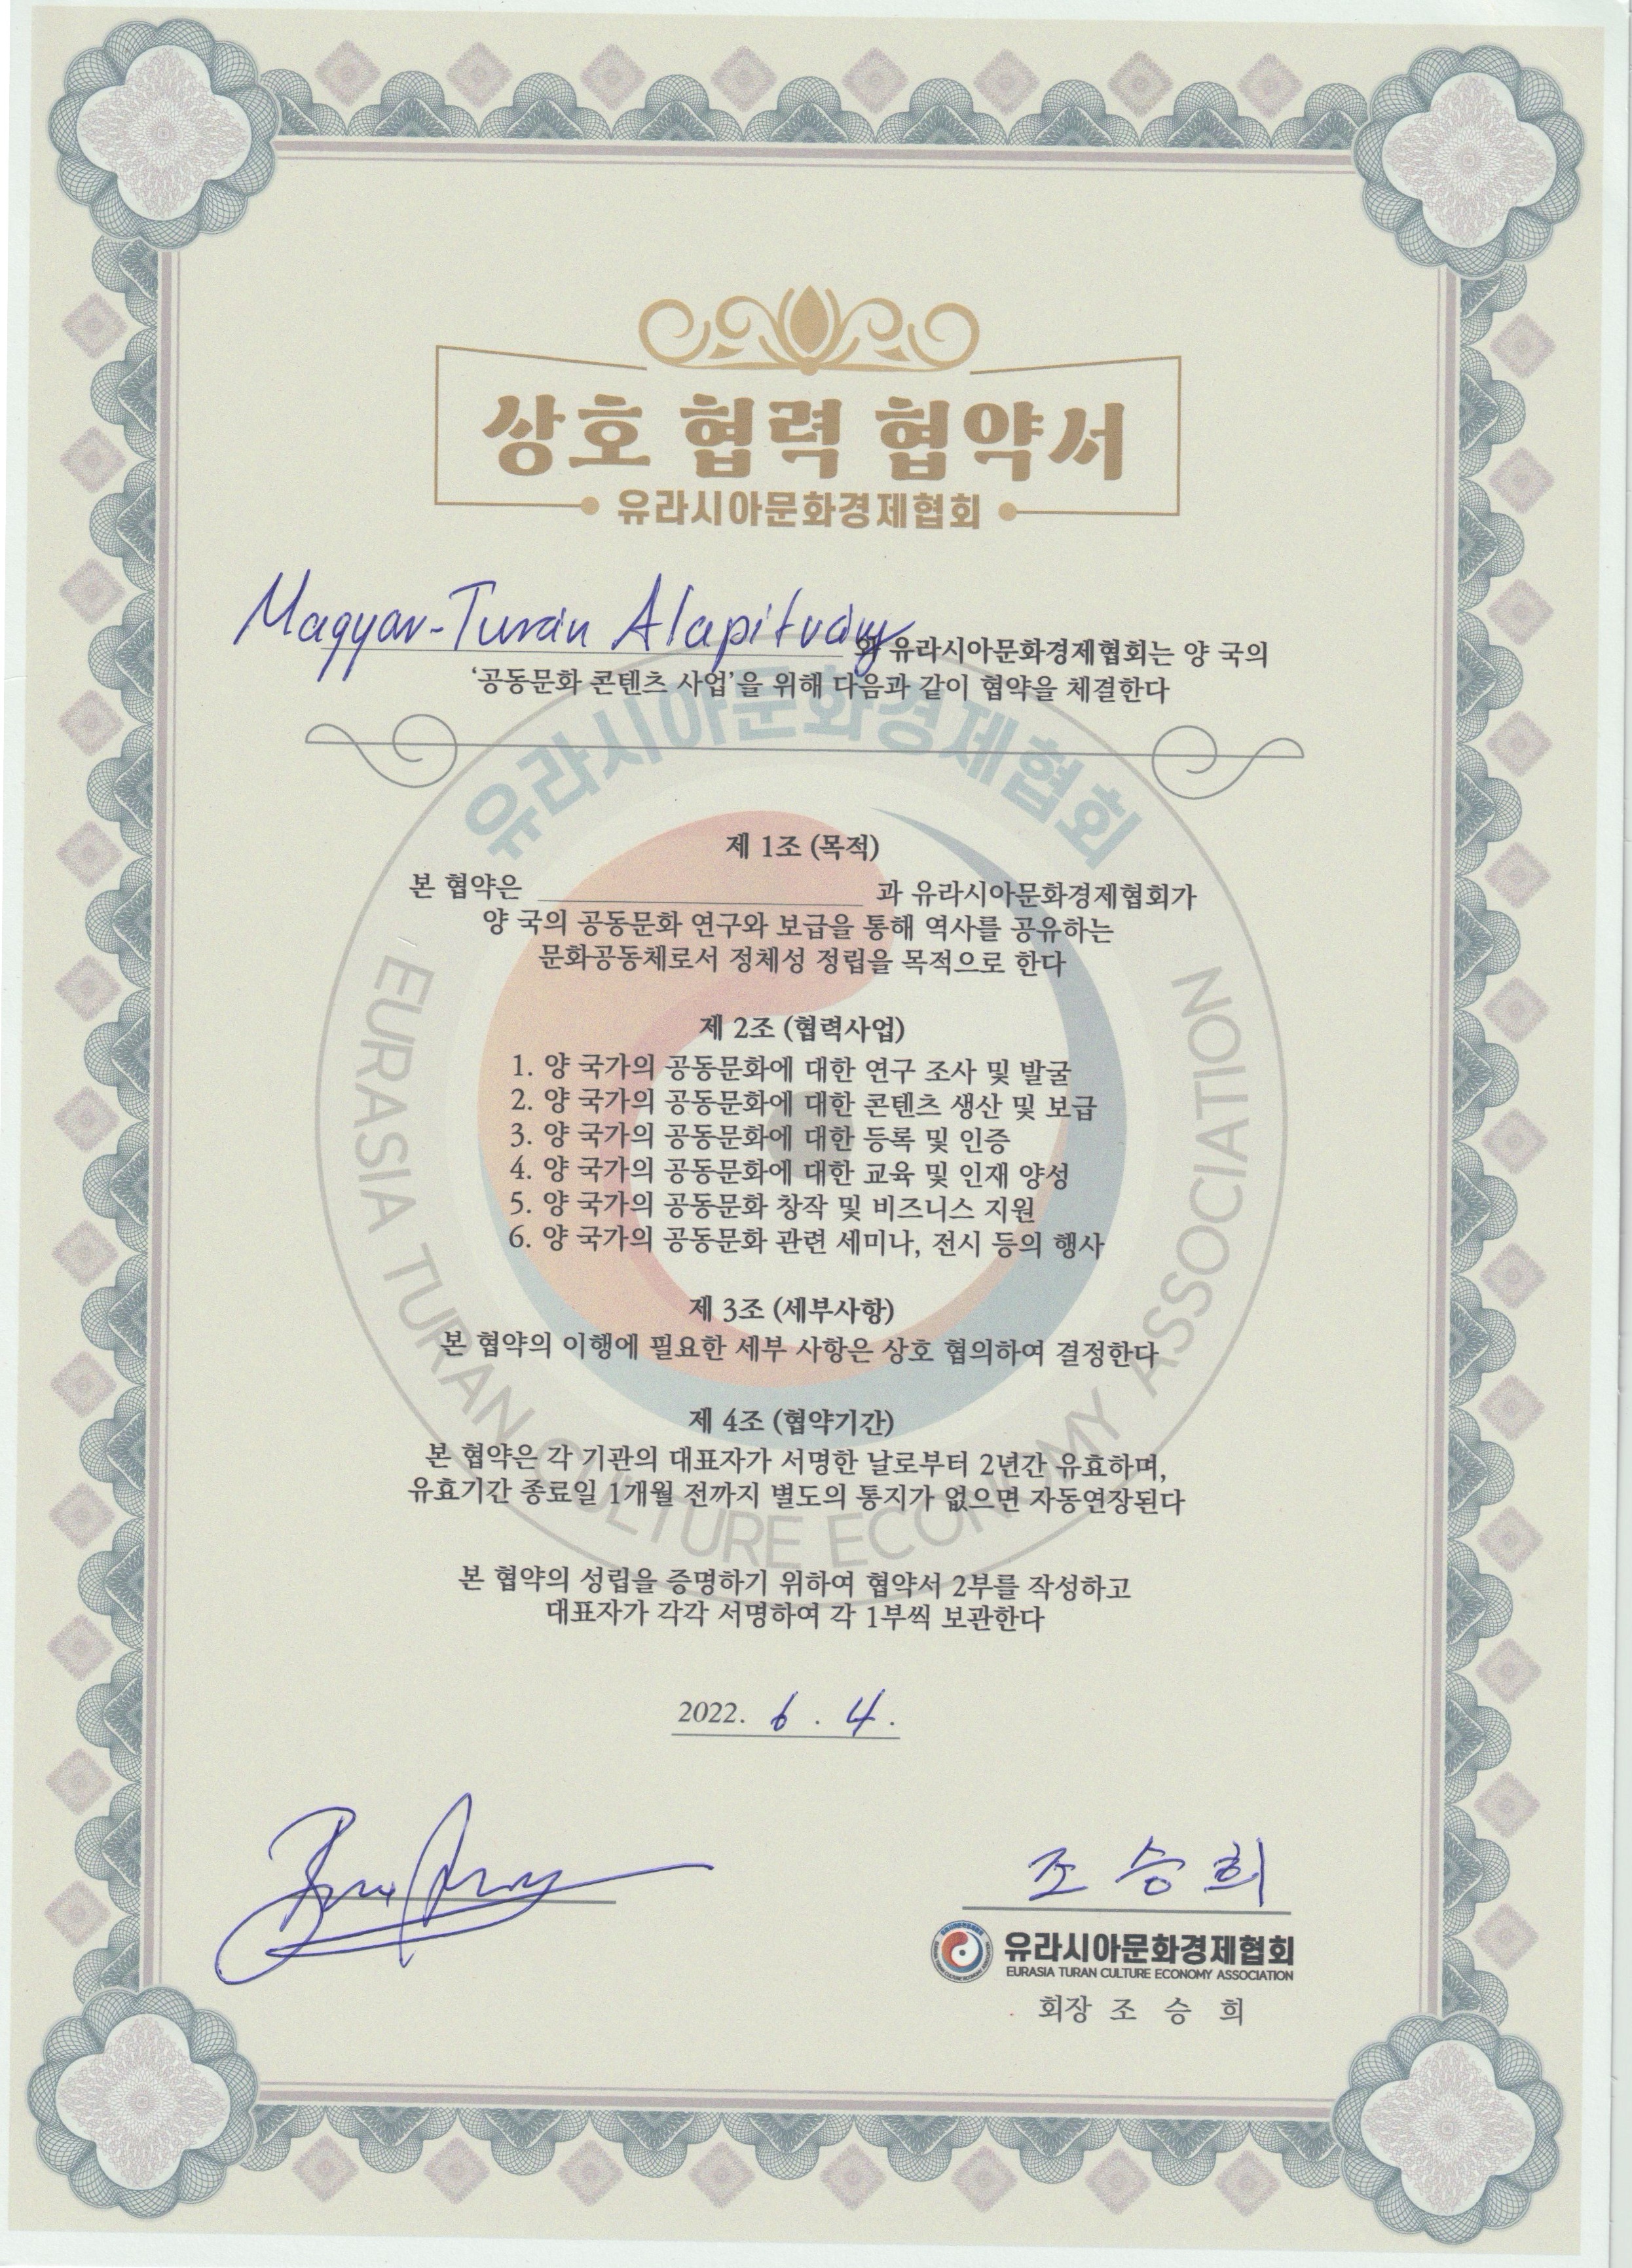 상호 협력 협약서
유라시아문화경제협회
Magyar-Turán Alapítvány
와 유라시아문화경제협회는 양 국의
‘공동문화 콘텐츠 사업’을 위해 다음과 같이 협약을 체결한다
유라시아문화경제협회
EURASIA TURAN CULTURE ECONOMY ASSOCIATION
제 1조 (목적)
본 협약은 과 유라시아문화경제협회가
양 국의 공동문화 연구와 보급을 통해 역사를 공유하는
문화공동체로서 정체성 정립을 목적으로 한다
제 2조 (협력사업)
1. 양 국가의 공동문화에 대한 연구 조사 및 발굴
2. 양 국가의 공동문화에 대한 콘텐츠 생산 및 보급
3. 양 국가의 공동문화에 대한 등록 및 인증
4. 양 국가의 공동문화에 대한 교육 및 인재 양성
5. 양 국가의 공동문화 창작 및 비즈니스 지원
6. 양 국가의 공동문화 관련 세미나, 전시 등의 행사
제 3조 (세부사항)
본 협약의 이행에 필요한 세부 사항은 상호 협의하여 결정한다
제 4조 (협약기간)
본 협약은 각 기관의 대표자가 서명한 날로부터 2년간 유효하며,
유효기간 종료일 1개월 전까지 별도의 통지가 없으면 자동연장된다
본 협약의 성립을 증명하기 위하여 협약서 2부를 작성하고
대표자가 각각 서명하여 각 1부씩 보관한다
2022. 6 . 4 .
조 승 희
유라시아문화경제협회
EURASIA TURAN CULTURE ECONOMY ASSOCIATION
회장 조 승 희